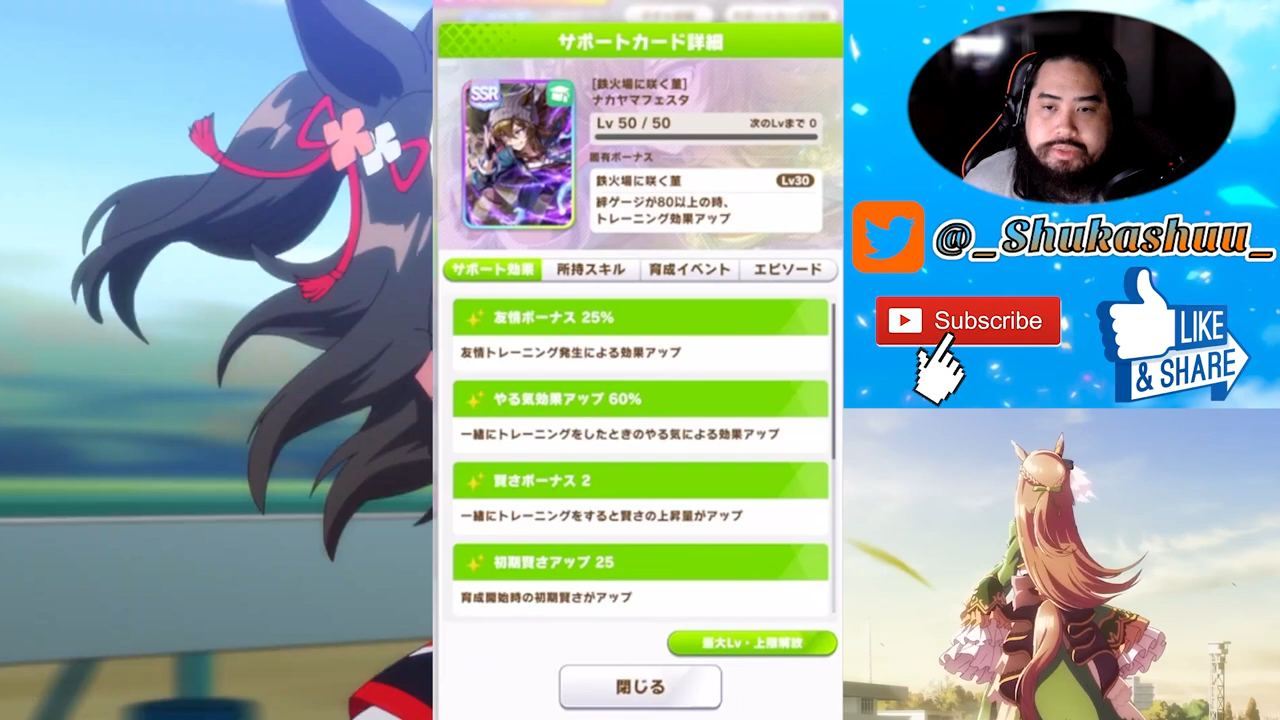 サポートカード詳細
SSR
[鉄火場に咲く菫]
ナカヤマフェスタ
Lv 50 / 50
次のLvまで 0
固有ボーナス
鉄火場に咲く菫
Lv30
絆ゲージが80以上の時、
トレーニング効果アップ
サポート効果
所持スキル
育成イベント
エピソード
友情ボーナス 25%
友情トレーニング発生による効果アップ
やる気効果アップ 60%
一緒にトレーニングをしたときのやる気による効果アップ
賢さボーナス 2
一緒にトレーニングをすると賢さの上昇量がアップ
初期賢さアップ 25
育成開始時の初期賢さがアップ
最大Lv・上限解放
閉じる
@_Shukashuu_
Subscribe
LIKE
& SHARE